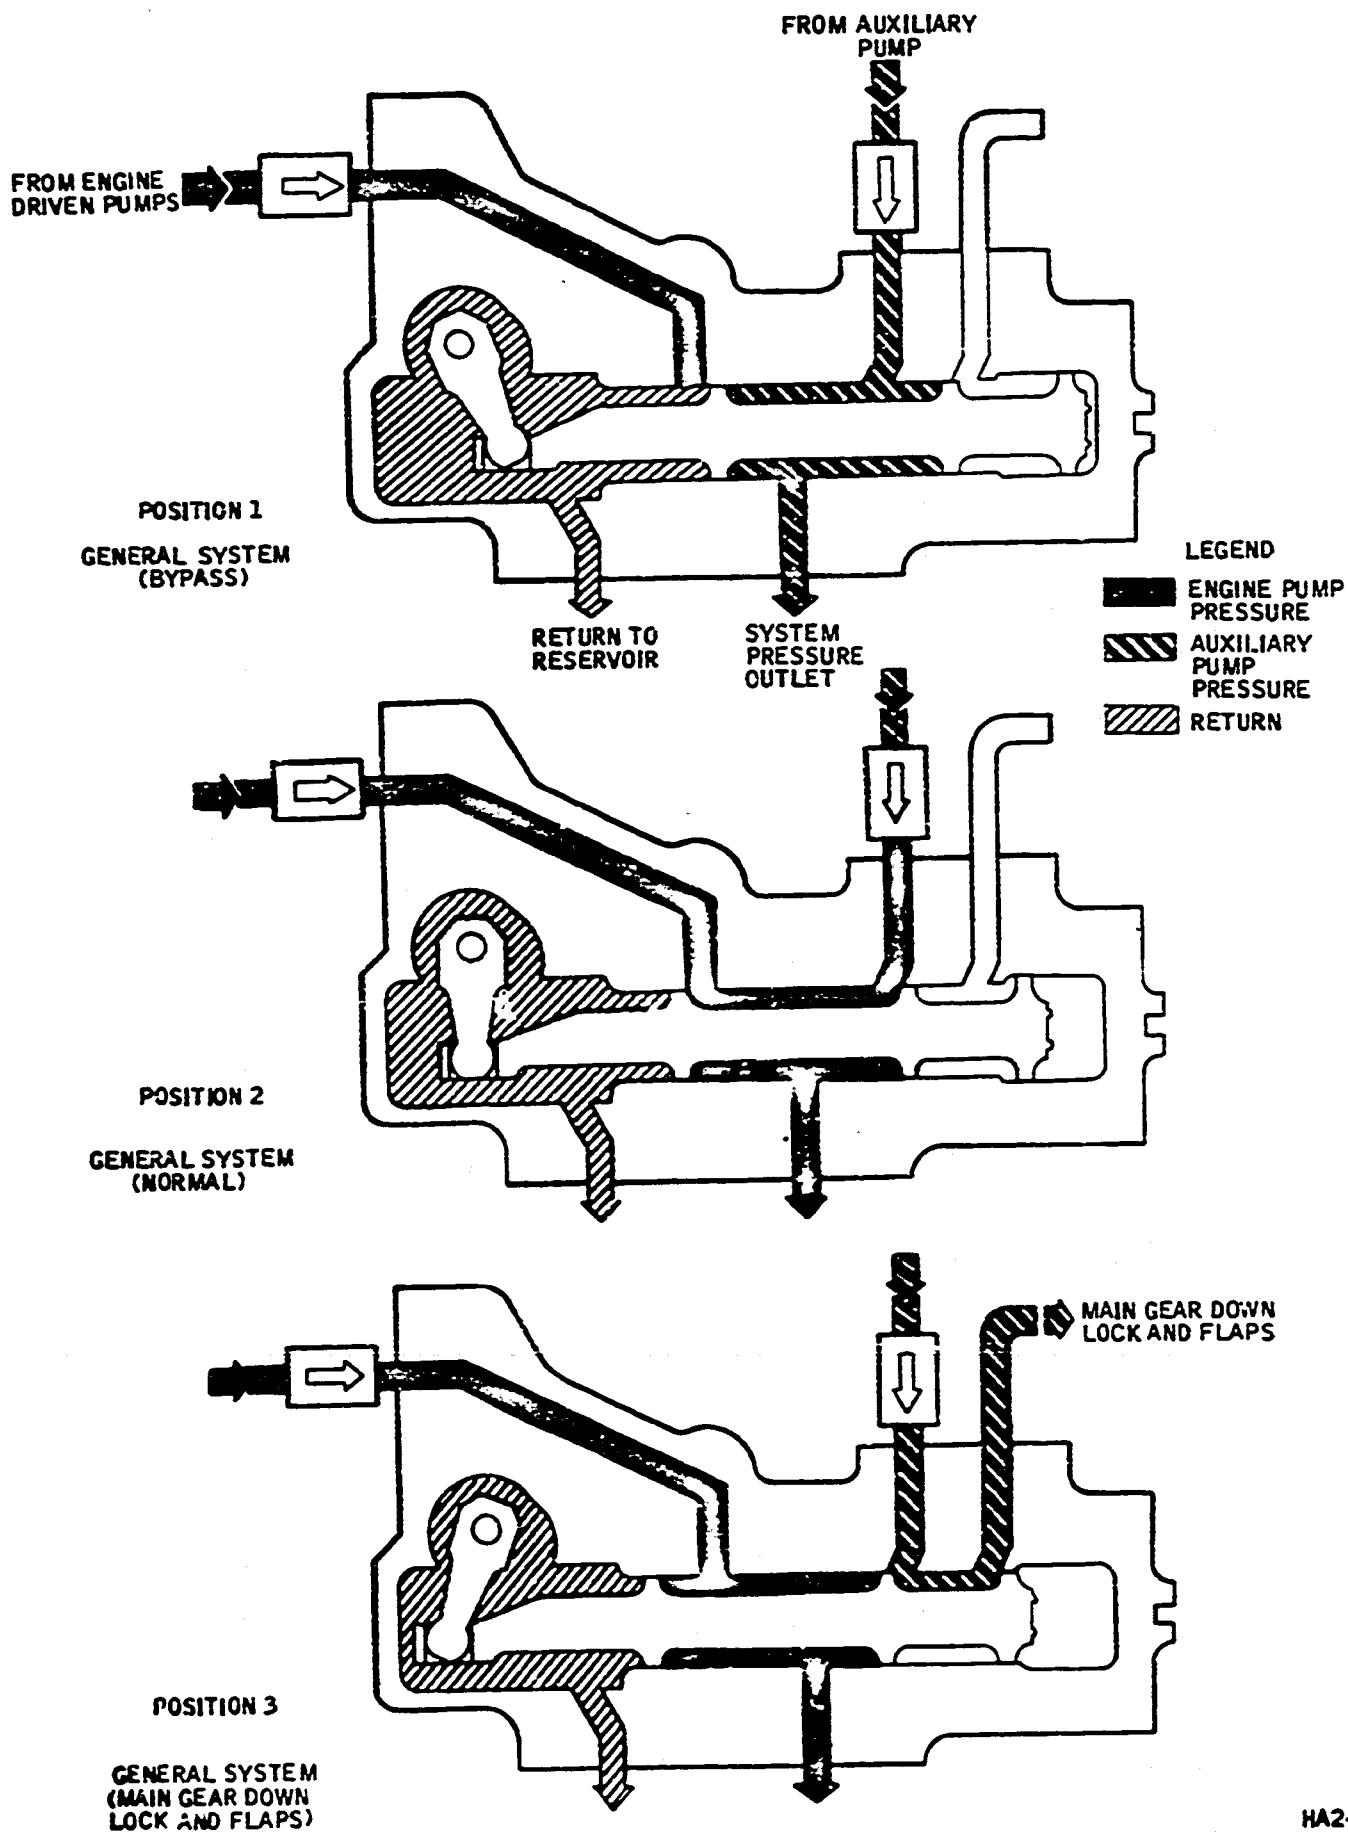 FROM AUXILIARY
PUMP
FROM ENGINE
DRIVEN PUMPS
POSITION 1
GENERAL SYSTEM
(BYPASS)
RETURN TO
RESERVOIR
SYSTEM
PRESSURE
OUTLET
LEGEND
ENGINE PUMP
PRESSURE
AUXILIARY
PUMP
PRESSURE
RETURN
POSITION 2
GENERAL SYSTEM
(NORMAL)
MAIN GEAR DOWN
LOCK AND FLAPS
POSITION 3
GENERAL SYSTEM
(MAIN GEAR DOWN
LOCK AND FLAPS)
HA2-